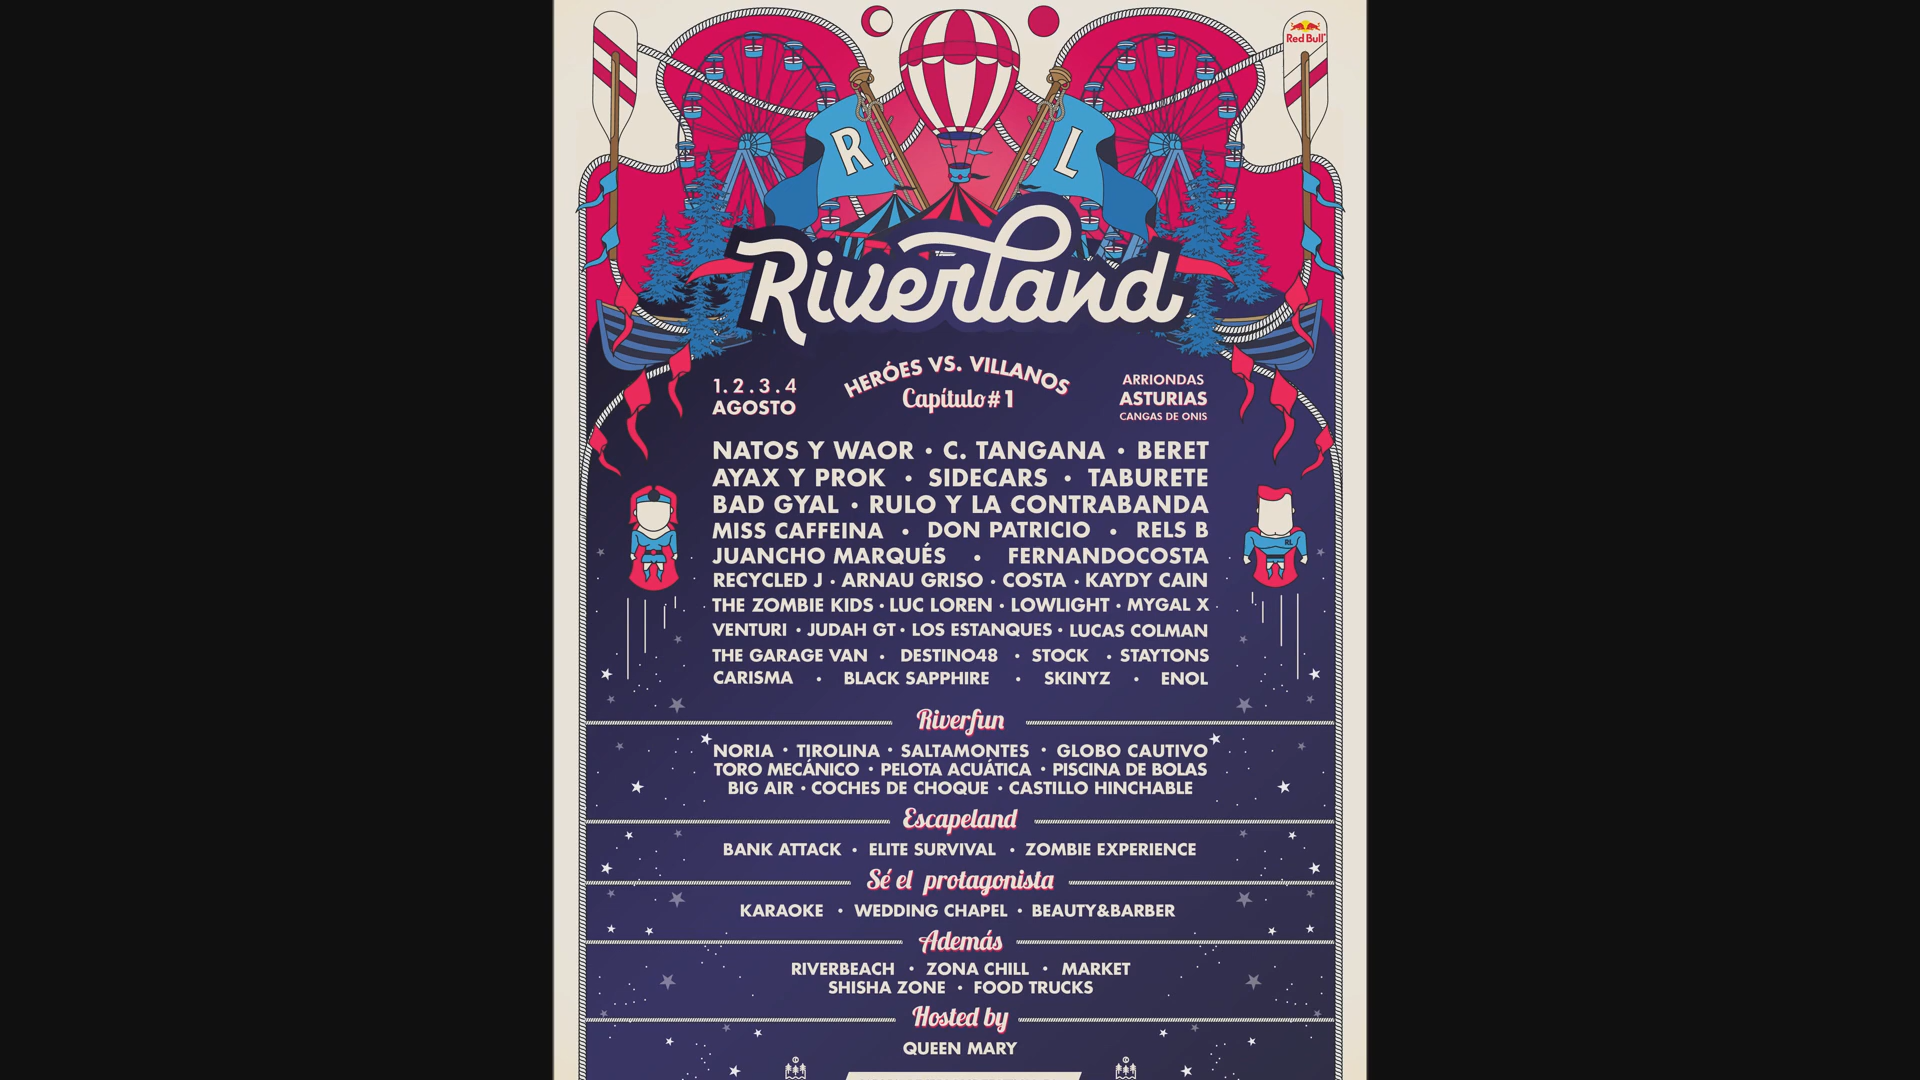 Red Bull
R L
Riverland
HERÓES VS. VILLANOS
Capítulo #1
1.2.3.4
AGOSTO
ARRIONDAS
ASTURIAS
CANGAS DE ONIS
NATOS Y WAOR · C. TANGANA · BERET
AYAX Y PROK · SIDECARS · TABURETE
BAD GYAL · RULO Y LA CONTRABANDA
MISS CAFFEINA · DON PATRICIO · RELS B
JUANCHO MARQUÉS · FERNANDOCOSTA
RECYCLED J · ARNAU GRISO · COSTA · KAYDY CAIN
THE ZOMBIE KIDS · LUC LOREN · LOWLIGHT · MYGAL X
VENTURI · JUDAH GT · LOS ESTANQUES · LUCAS COLMAN
THE GARAGE VAN · DESTINO48 · STOCK · STAYTONS
CARISMA · BLACK SAPPHIRE · SKINYZ · ENOL
RL
Riverfun
NORIA · TIROLINA · SALTAMONTES · GLOBO CAUTIVO
TORO MECÁNICO · PELOTA ACUÁTICA · PISCINA DE BOLAS
BIG AIR · COCHES DE CHOQUE · CASTILLO HINCHABLE
Escapeland
BANK ATTACK · ELITE SURVIVAL · ZOMBIE EXPERIENCE
Sé el protagonista
KARAOKE · WEDDING CHAPEL · BEAUTY&BARBER
Además
RIVERBEACH · ZONA CHILL · MARKET
SHISHA ZONE · FOOD TRUCKS
Hosted by
QUEEN MARY